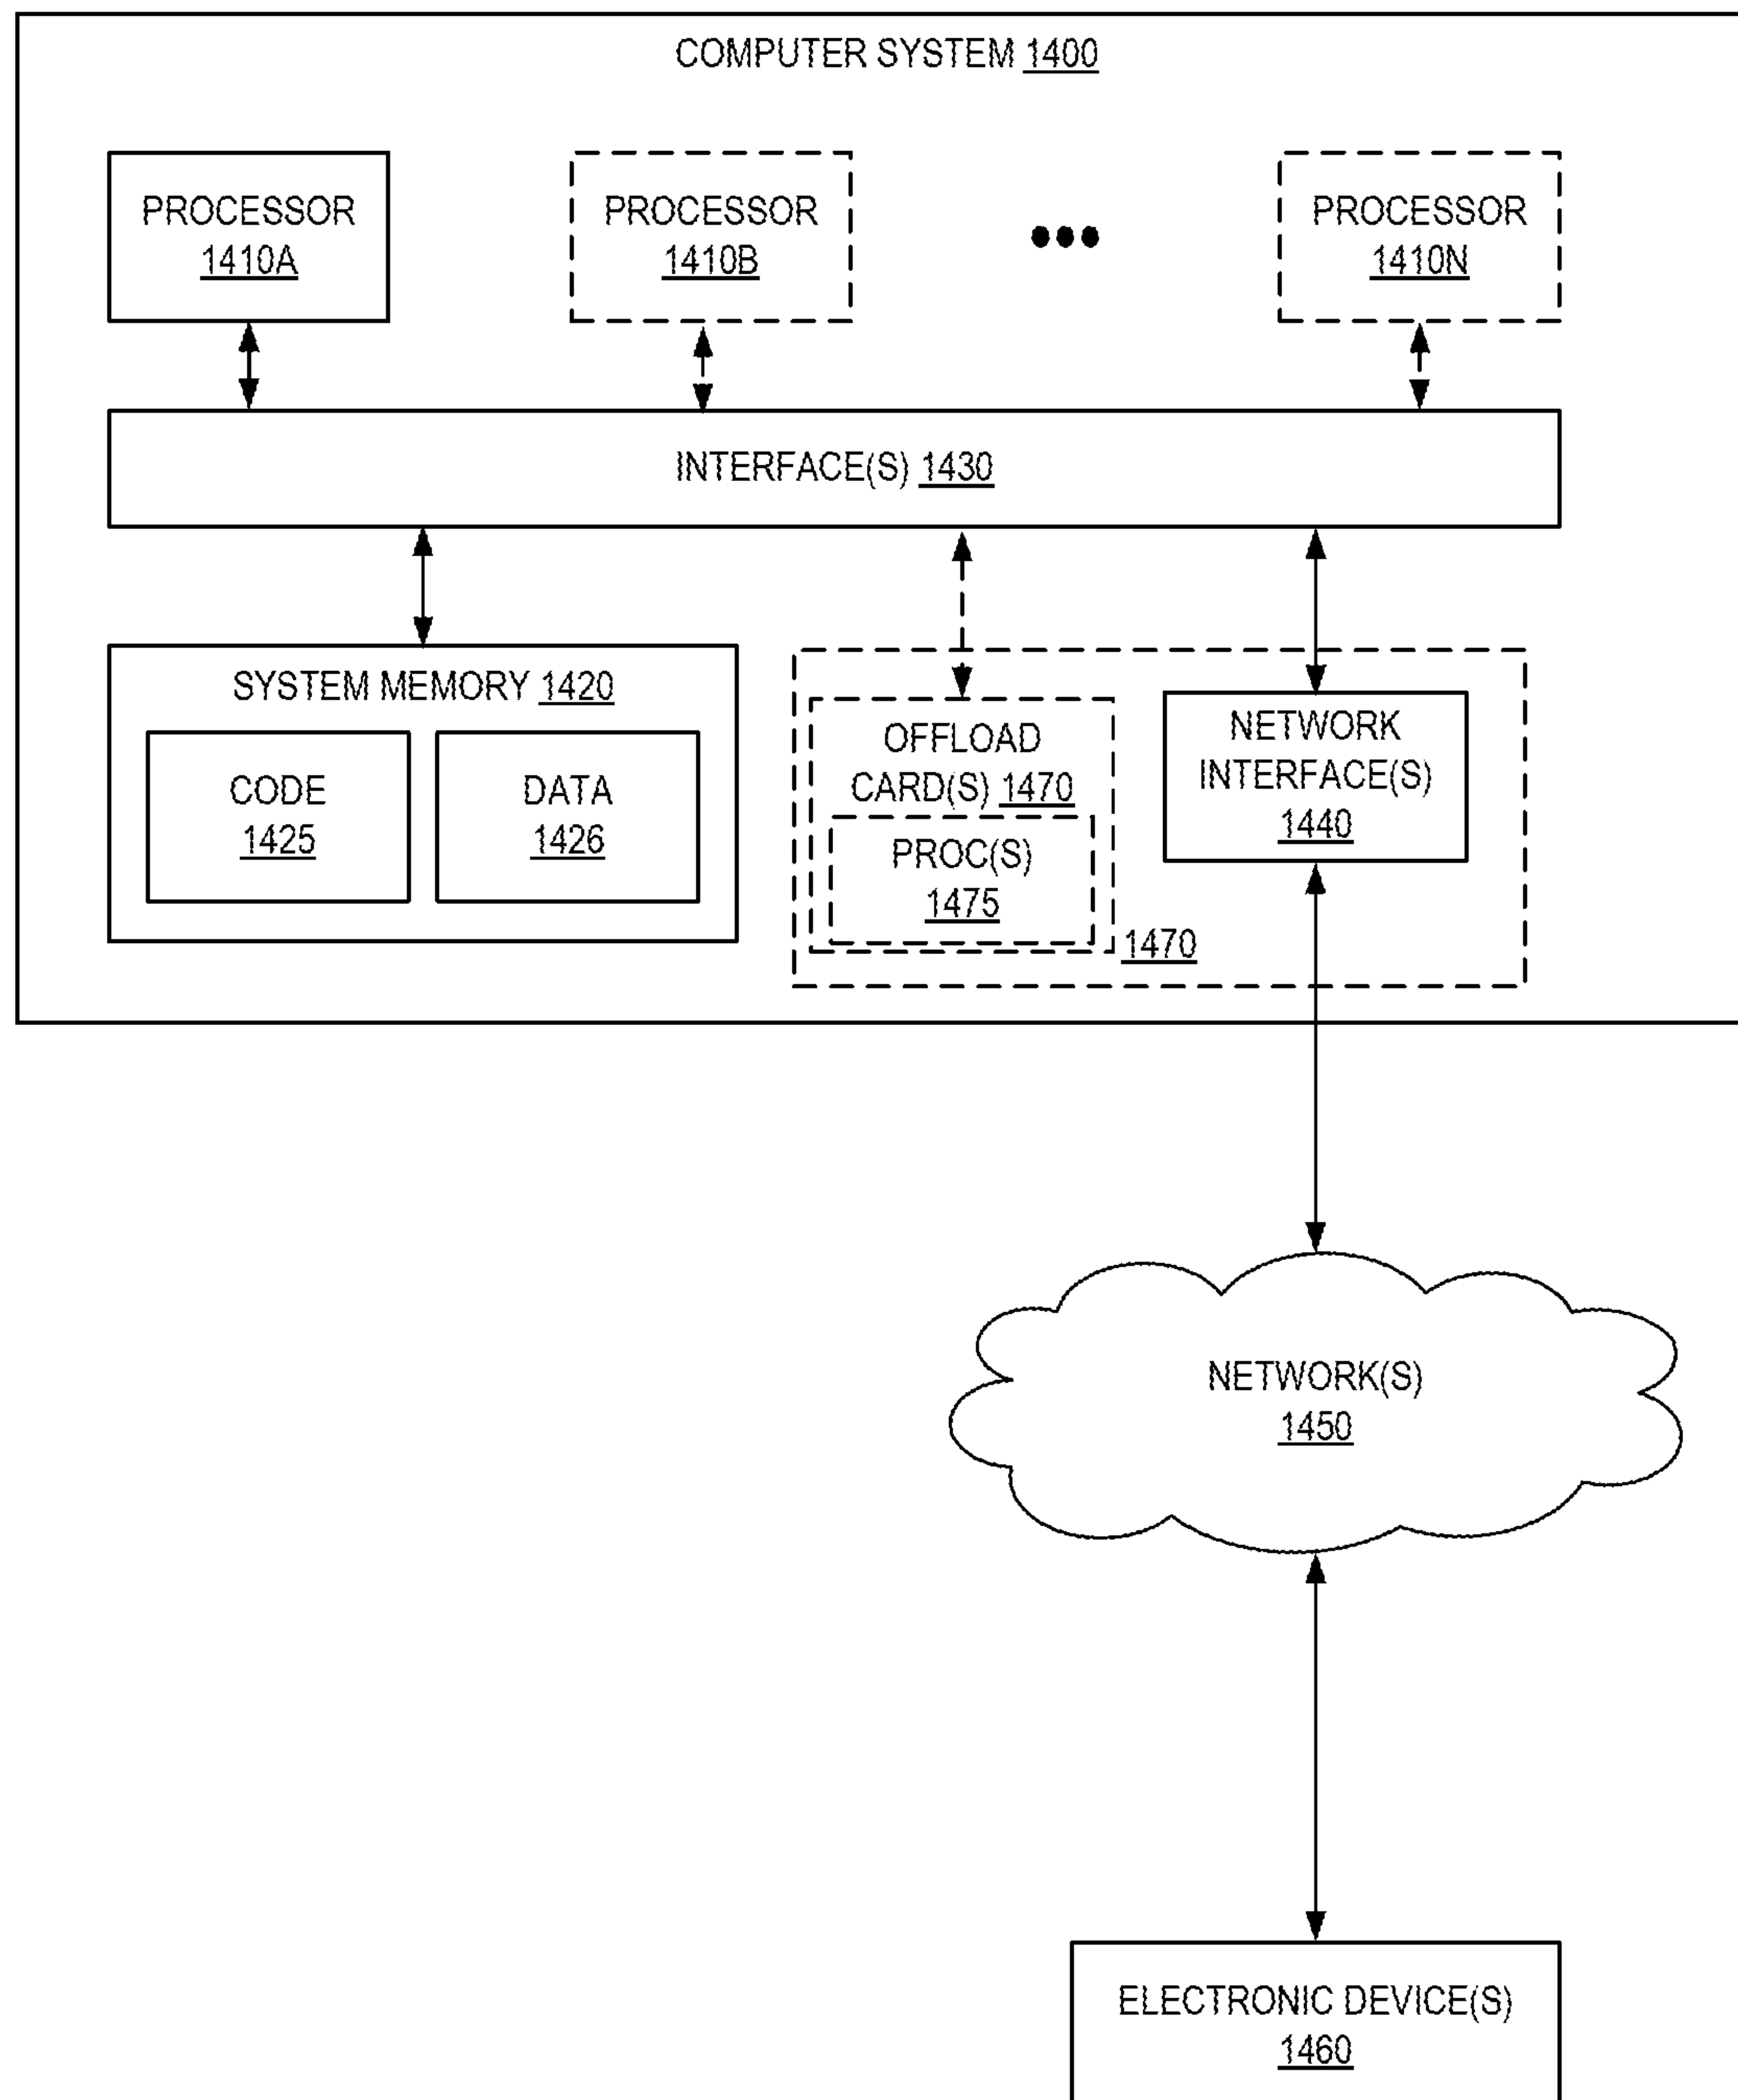 COMPUTER SYSTEM 1400
PROCESSOR
1410A
PROCESSOR
1410B
PROCESSOR
1410N
INTERFACE(S) 1430
SYSTEM MEMORY 1420
CODE
1425
DATA
1426
OFFLOAD
CARD(S) 1470
PROC(S)
1475
1470
NETWORK
INTERFACE(S)
1440
NETWORK(S)
1450
ELECTRONIC DEVICE(S)
1460